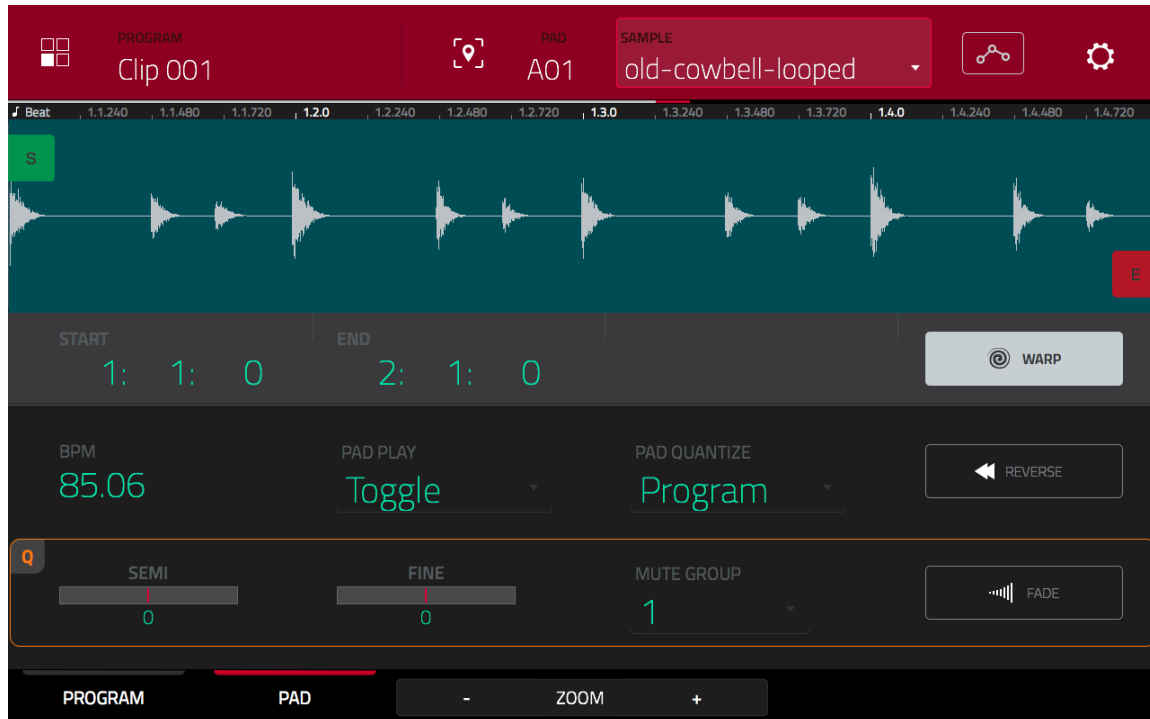 PROGRAM
Clip 001
PAD
A01
SAMPLE
old-cowbell-looped
Beat 1.1.240 1.1.480 1.1.720 1.2.0 1.2.240 1.2.480 1.2.720 1.3.0 1.3.240 1.3.480 1.3.720 1.4.0 1.4.240 1.4.480 1.4.720
S
E
START
1: 1: 0
END
2: 1: 0
WARP
BPM
85.06
PAD PLAY
Toggle
PAD QUANTIZE
Program
REVERSE
Q
SEMI
0
FINE
0
MUTE GROUP
1
FADE
PROGRAM PAD - ZOOM +